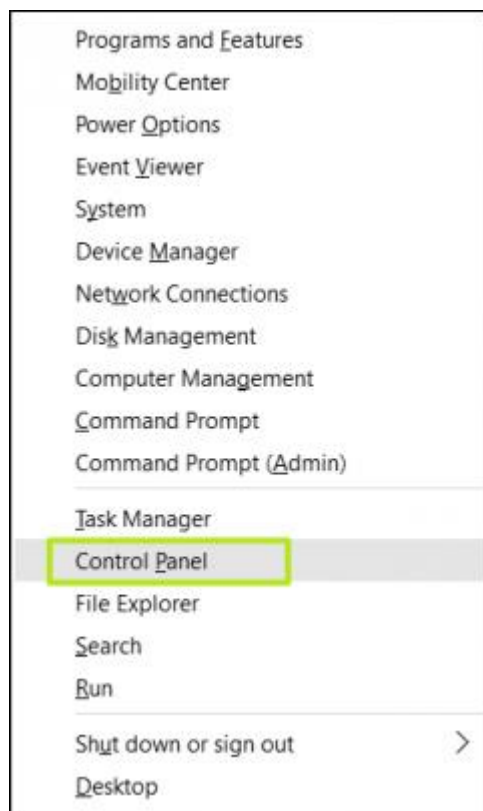 Programs and Features
Mobility Center
Power Options
Event Viewer
System
Device Manager
Network Connections
Disk Management
Computer Management
Command Prompt
Command Prompt (Admin)
Task Manager
Control Panel
File Explorer
Search
Run
Shut down or sign out
Desktop